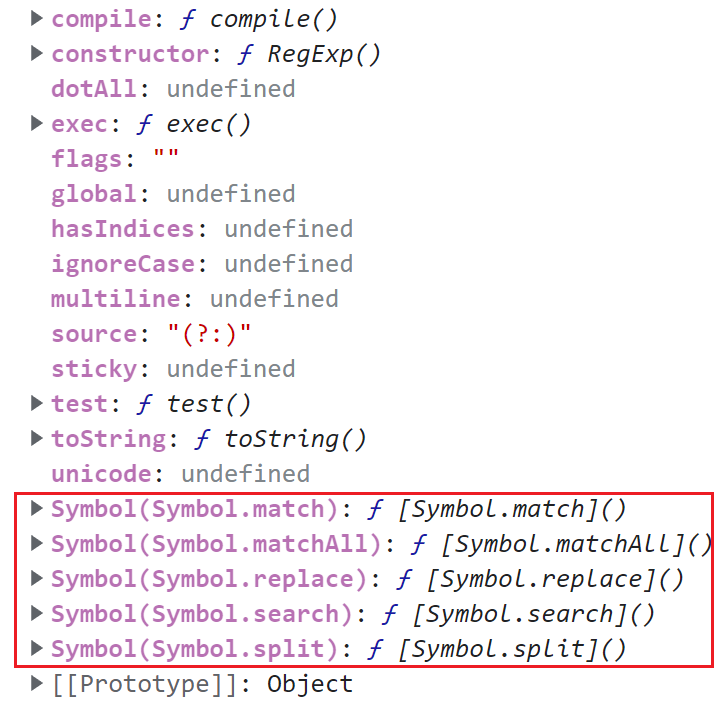 compile: ƒ compile()
constructor: ƒ RegExp()
dotAll: undefined
exec: ƒ exec()
flags: ""
global: undefined
hasIndices: undefined
ignoreCase: undefined
multiline: undefined
source: "(?:)"
sticky: undefined
test: ƒ test()
toString: ƒ toString()
unicode: undefined
Symbol(Symbol.match): ƒ [Symbol.match]()
Symbol(Symbol.matchAll): ƒ [Symbol.matchAll]()
Symbol(Symbol.replace): ƒ [Symbol.replace]()
Symbol(Symbol.search): ƒ [Symbol.search]()
Symbol(Symbol.split): ƒ [Symbol.split]()
[[Prototype]]: Object